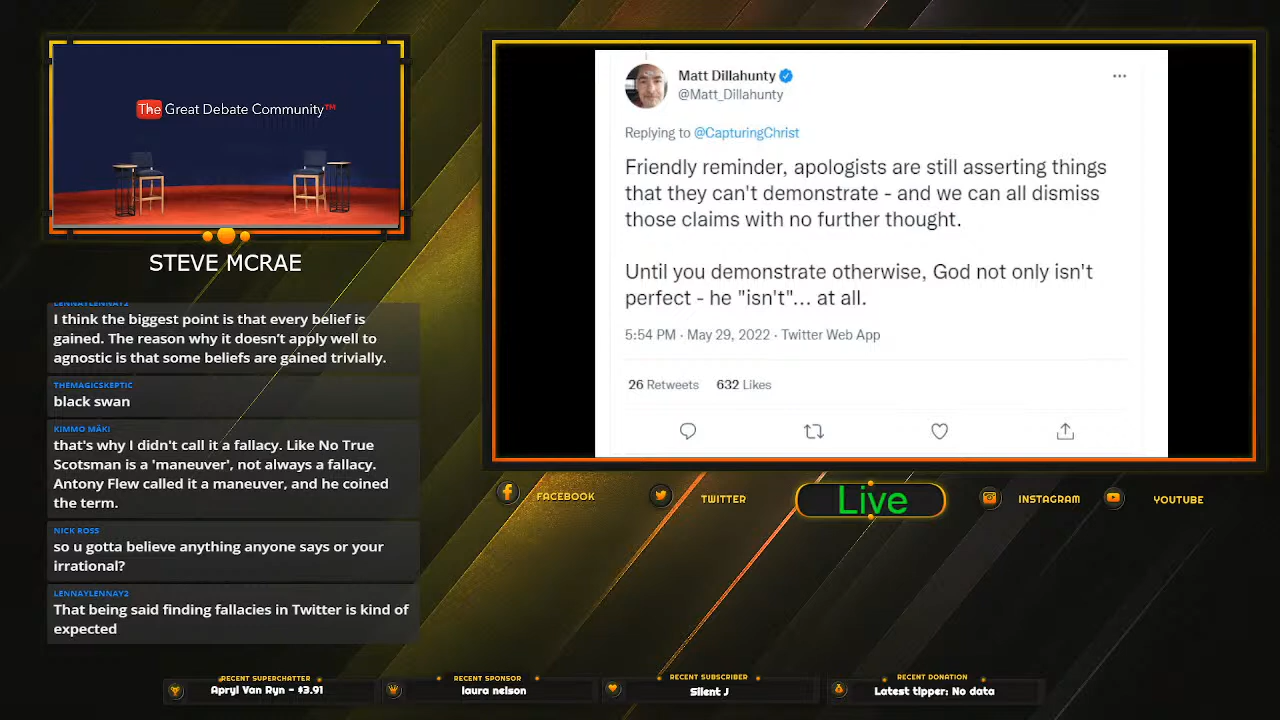 The Great Debate Community™
STEVE MCRAE
LENNAYLENNAY2
I think the biggest point is that every belief is
gained. The reason why it doesn't apply well to
agnostic is that some beliefs are gained trivially.
THEMAGICSKEPTIC
black swan
KIMMO MÄKI
that's why I didn't call it a fallacy. Like No True
Scotsman is a 'maneuver', not always a fallacy.
Antony Flew called it a maneuver, and he coined
the term.
NICK ROSS
so u gotta believe anything anyone says or your
irrational?
LENNAYLENNAY2
That being said finding fallacies in Twitter is kind of
expected
Matt Dillahunty
@Matt_Dillahunty
Replying to @CapturingChrist
Friendly reminder, apologists are still asserting things
that they can't demonstrate - and we can all dismiss
those claims with no further thought.
Until you demonstrate otherwise, God not only isn't
perfect - he "isn't"... at all.
5:54 PM · May 29, 2022 · Twitter Web App
26 Retweets 632 Likes
FACEBOOK
TWITTER
Live
INSTAGRAM
YOUTUBE
RECENT SUPERCHATTER
Apryl Van Ryn - $3.91
RECENT SPONSOR
laura nelson
RECENT SUBSCRIBER
Silent J
RECENT DONATION
Latest tipper: No data